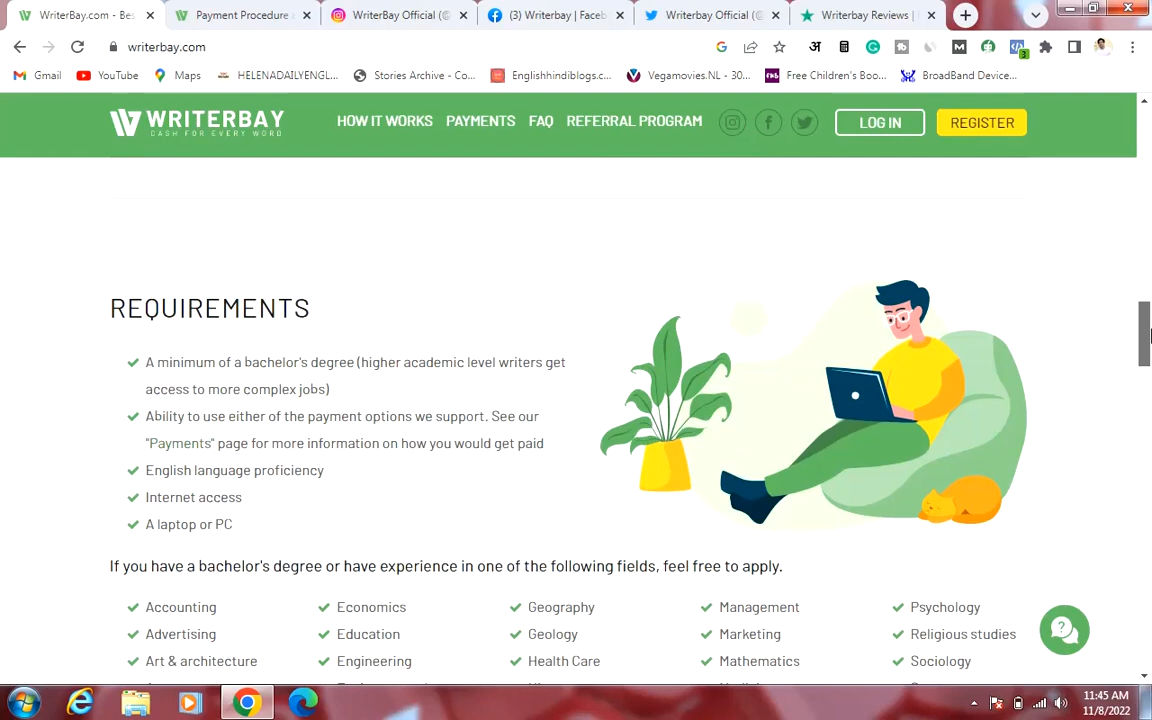 WriterBay.com - Bes
Payment Procedure
WriterBay Official (@
(3) Writerbay | Faceb
Writerbay Official (@
Writerbay Reviews |
writerbay.com
अ
3
Gmail
YouTube
Maps
HELENADAILYENGL...
Stories Archive - Co...
Englishhindiblogs.c...
Vegamovies.NL - 30...
Free Children's Boo...
BroadBand Device...
WRITERBAY
CASH FOR EVERY WORD
HOW IT WORKS
PAYMENTS
FAQ
REFERRAL PROGRAM
LOG IN
REGISTER
REQUIREMENTS
A minimum of a bachelor's degree (higher academic level writers get
access to more complex jobs)
Ability to use either of the payment options we support. See our
"Payments" page for more information on how you would get paid
English language proficiency
Internet access
A laptop or PC
If you have a bachelor's degree or have experience in one of the following fields, feel free to apply.
Accounting
Economics
Geography
Management
Psychology
Advertising
Education
Geology
Marketing
Religious studies
Art & architecture
Engineering
Health Care
Mathematics
Sociology
11:45 AM
11/8/2022